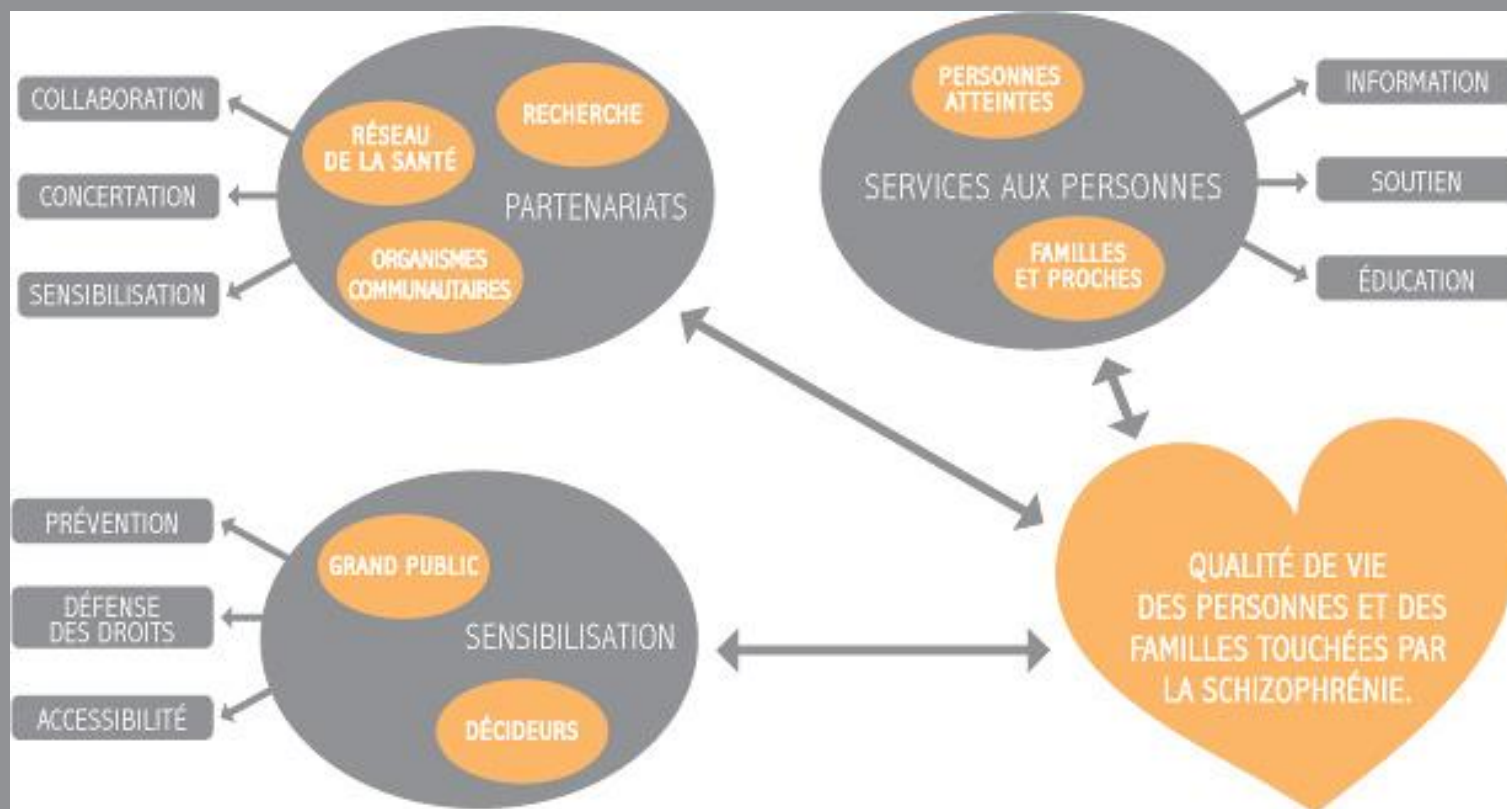 COLLABORATION
CONCERTATION
SENSIBILISATION
RÉSEAU
DE LA SANTÉ
RECHERCHE
PARTENARIATS
ORGANISMES
COMMUNAUTAIRES
PERSONNES
ATTEINTES
SERVICES AUX PERSONNES
FAMILLES
ET PROCHES
INFORMATION
SOUTIEN
ÉDUCATION
PRÉVENTION
DÉFENSE
DES DROITS
ACCESSIBILITÉ
GRAND PUBLIC
SENSIBILISATION
DÉCIDEURS
QUALITÉ DE VIE
DES PERSONNES ET DES
FAMILLES TOUCHÉES PAR
LA SCHIZOPHRÉNIE.